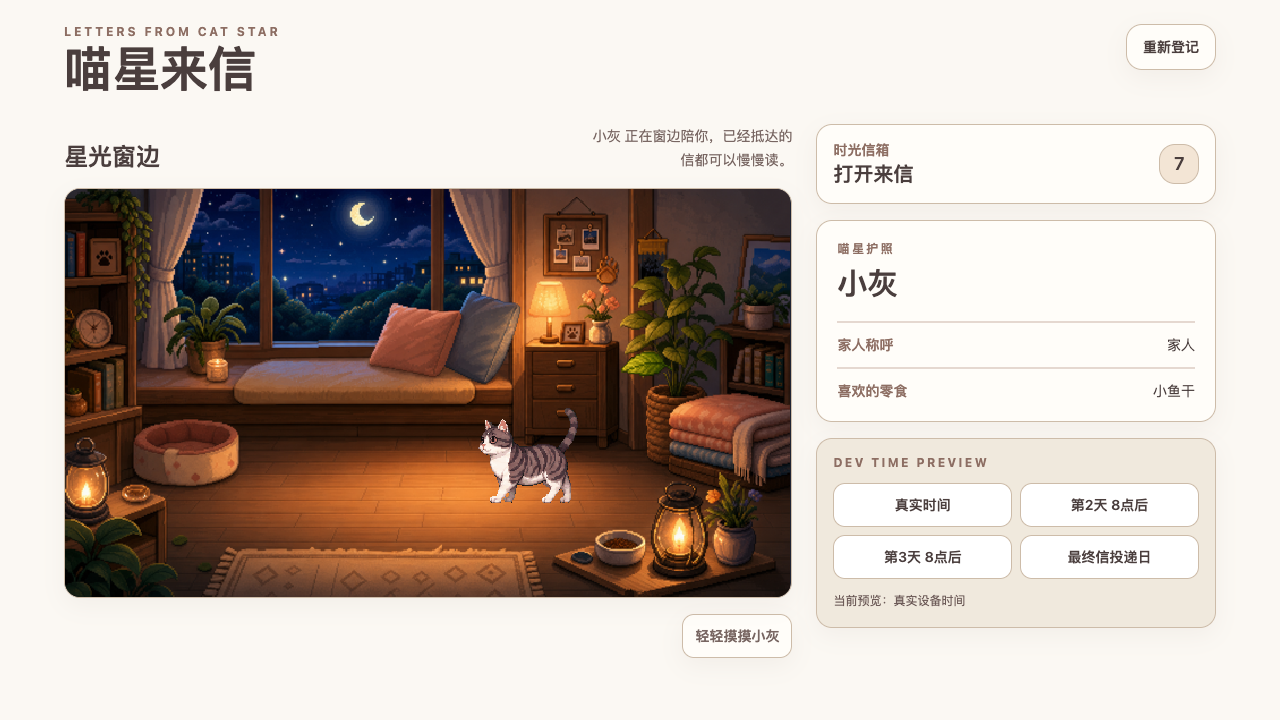 LETTERS FROM CAT STAR
喵星来信
重新登记
星光窗边
小灰 正在窗边陪你，已经抵达的
信都可以慢慢读。
轻轻摸摸小灰
时光信箱
打开来信
7
喵星护照
小灰
家人称呼 家人
喜欢的零食 小鱼干
DEV TIME PREVIEW
真实时间
第2天 8点后
第3天 8点后
最终信投递日
当前预览：真实设备时间